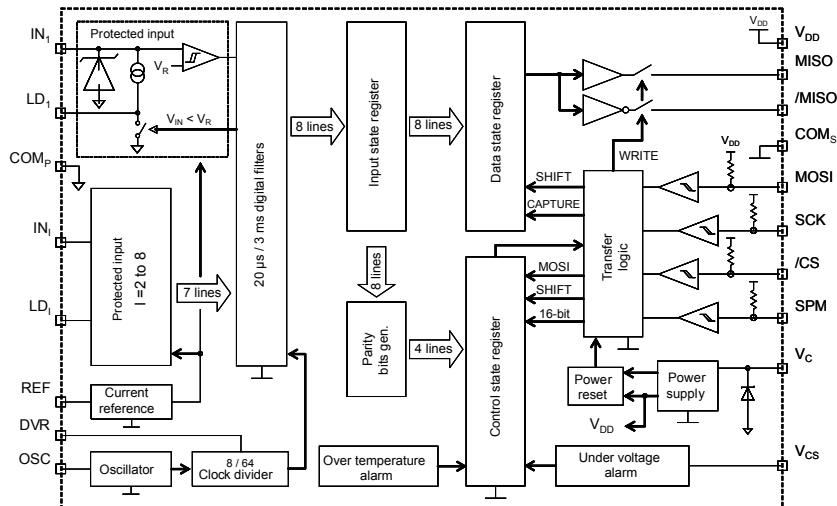 IN1
LD1
COMP
INI
LDI
REF
DVR
OSC
Protected input
VR
VIN < VR
Protected input
I =2 to 8
7 lines
Current
reference
Oscillator
8 / 64
Clock divider
20 µs / 3 ms digital filters
8 lines
Input state register
8 lines
8 lines
Parity
bits gen.
4 lines
Over temperature
alarm
Data state register
Control state register
SHIFT
CAPTURE
MOSI
SHIFT
16-bit
WRITE
Transfer
logic
Power
reset
Power
supply
VDD
Under voltage
alarm
VDD
VDD
VDD
MISO
/MISO
COMS
MOSI
SCK
/CS
SPM
VC
VCS